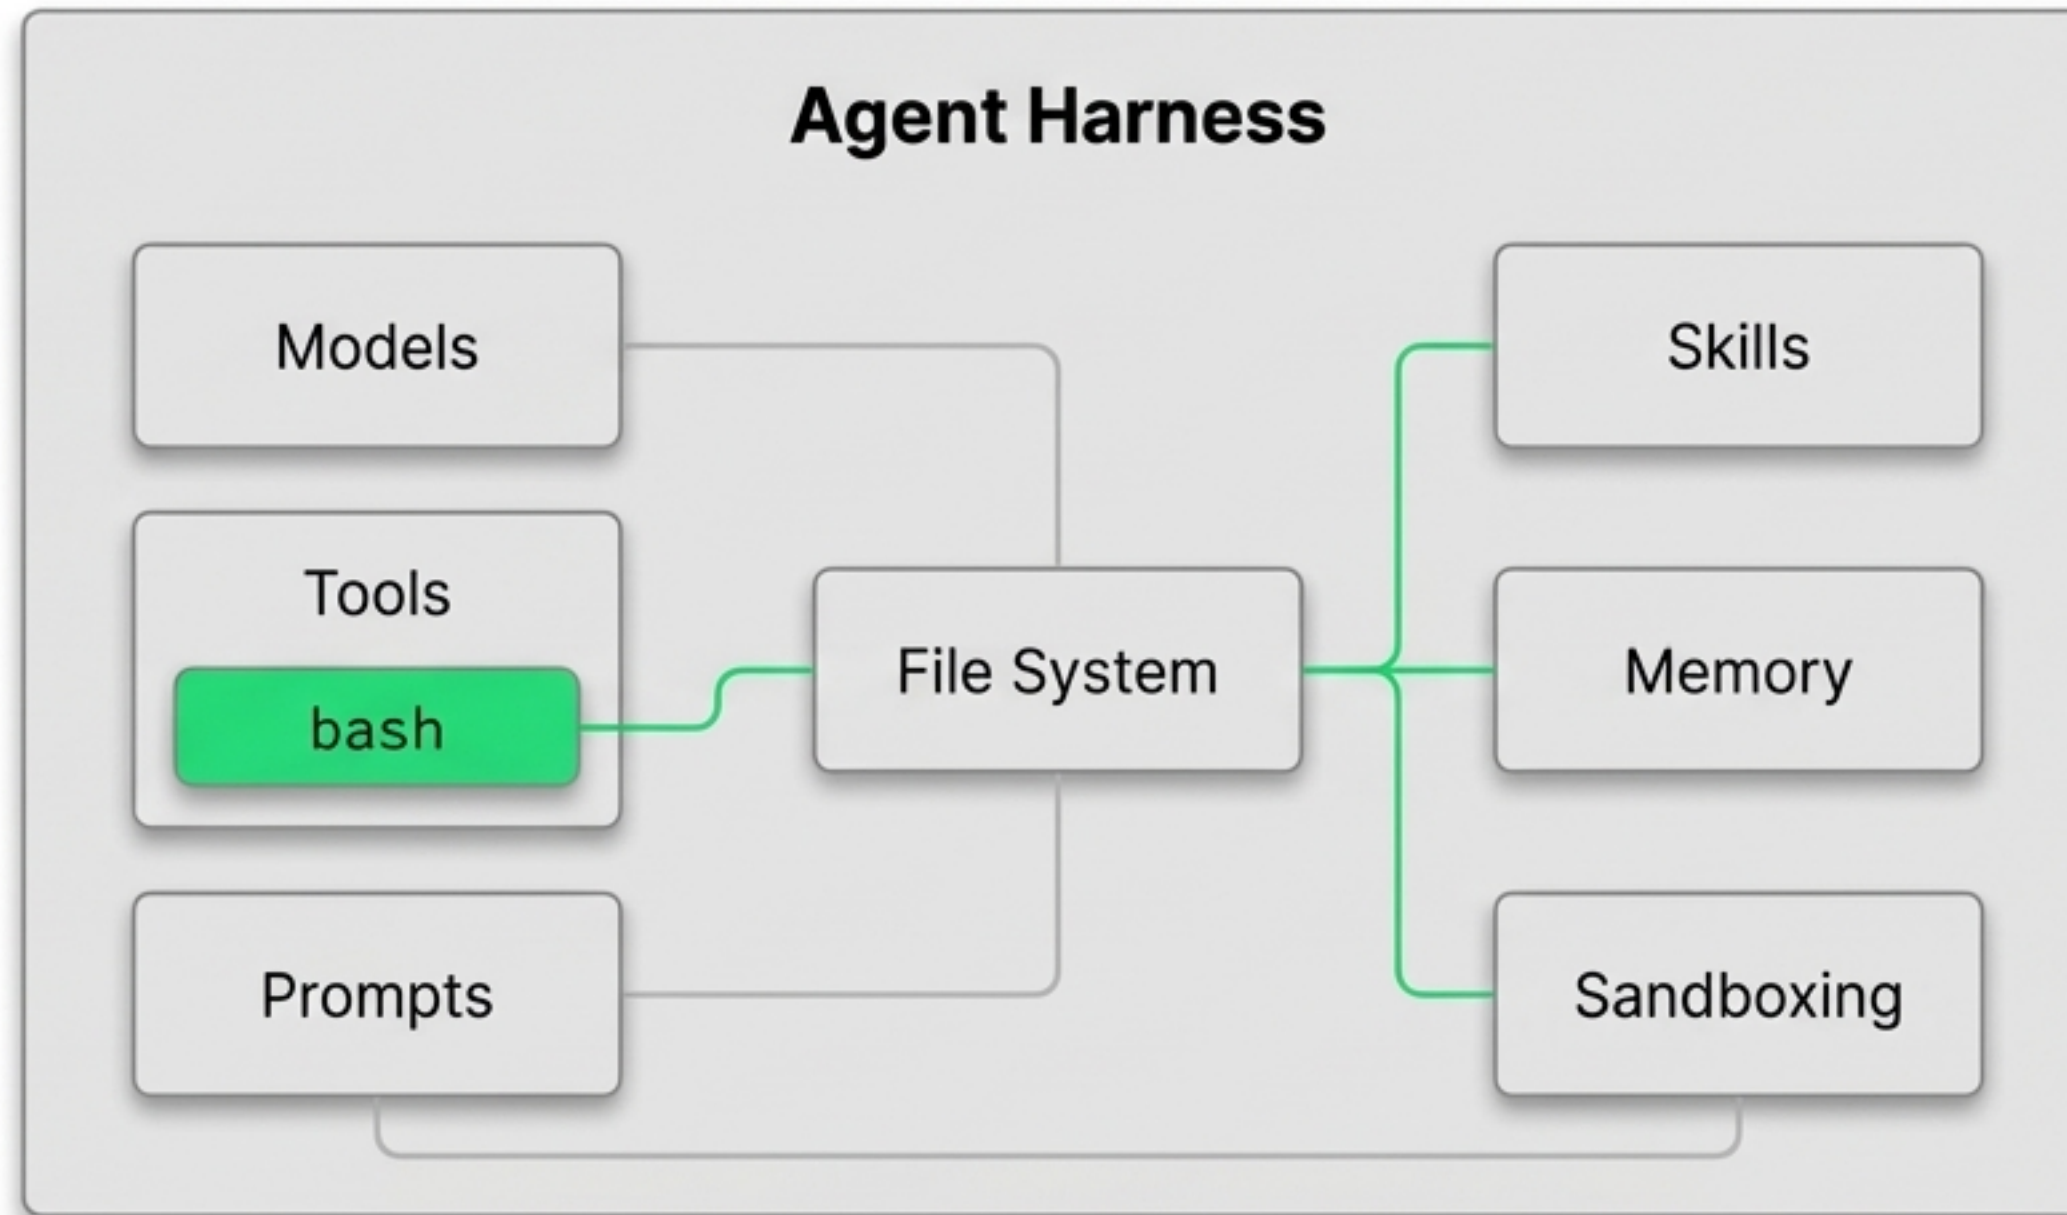 Agent Harness
Models
Tools
bash
Prompts
File System
Skills
Memory
Sandboxing